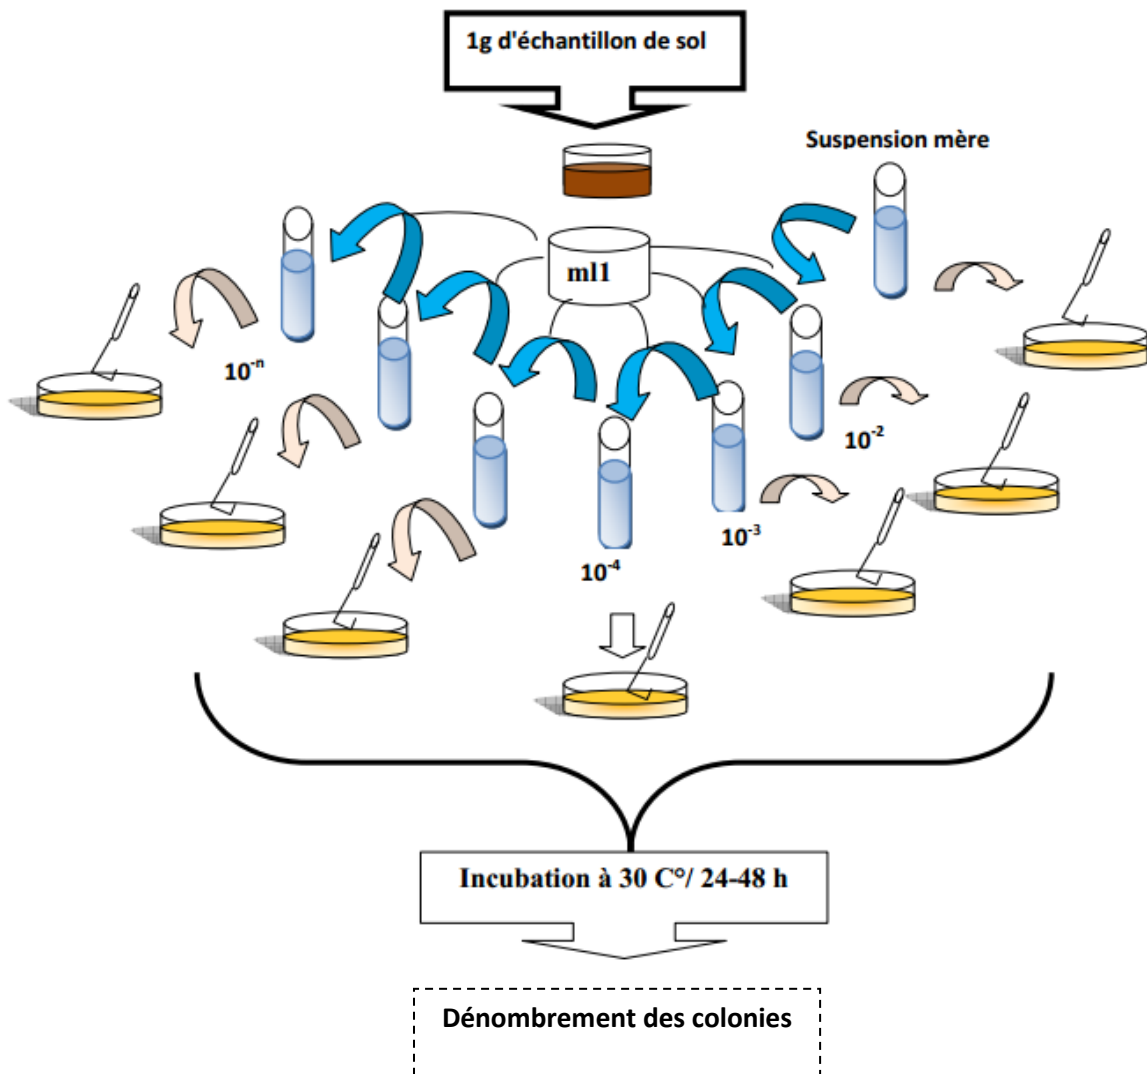 1g d'échantillon de sol
Suspension mère
ml1
10⁻ⁿ
10⁻²
10⁻³
10⁻⁴
Incubation à 30 C°/ 24-48 h
Dénombrement des colonies